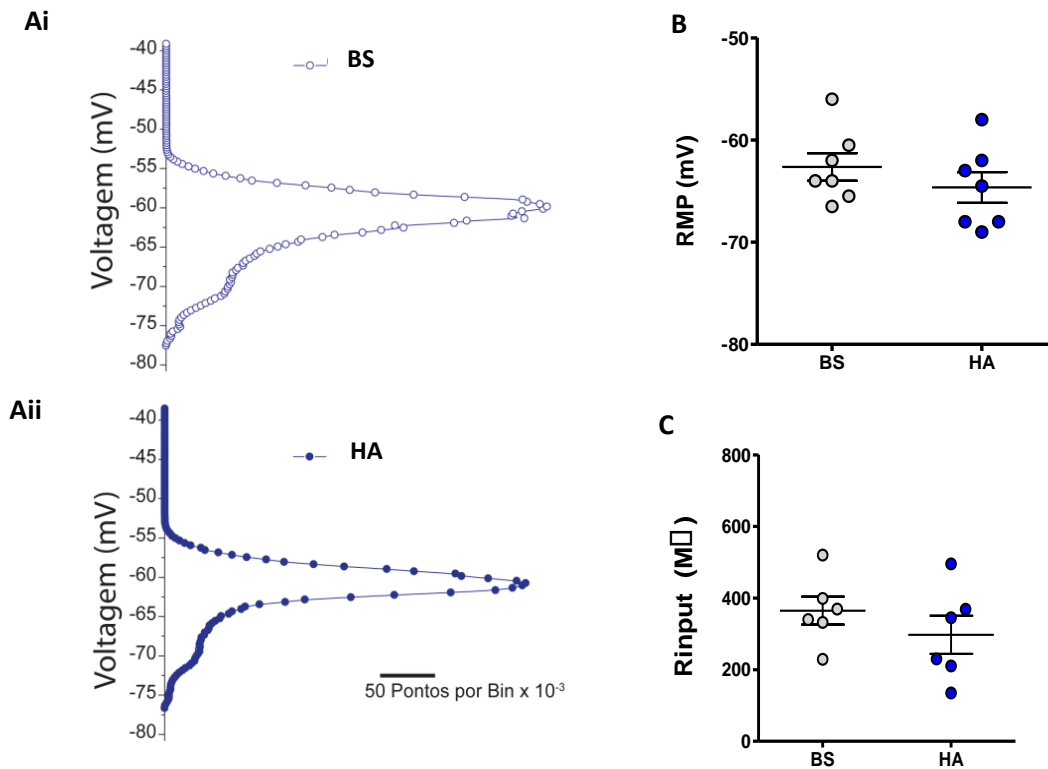 Ai
Voltagem (mV)
-40
-45
-50
-55
-60
-65
-70
-75
-80
BS
Aii
Voltagem (mV)
-40
-45
-50
-55
-60
-65
-70
-75
-80
HA
50 Pontos por Bin x 10⁻³
B
RMP (mV)
-50
-60
-70
-80
BS HA
C
Rinput (M□)
800
600
400
200
0
BS HA